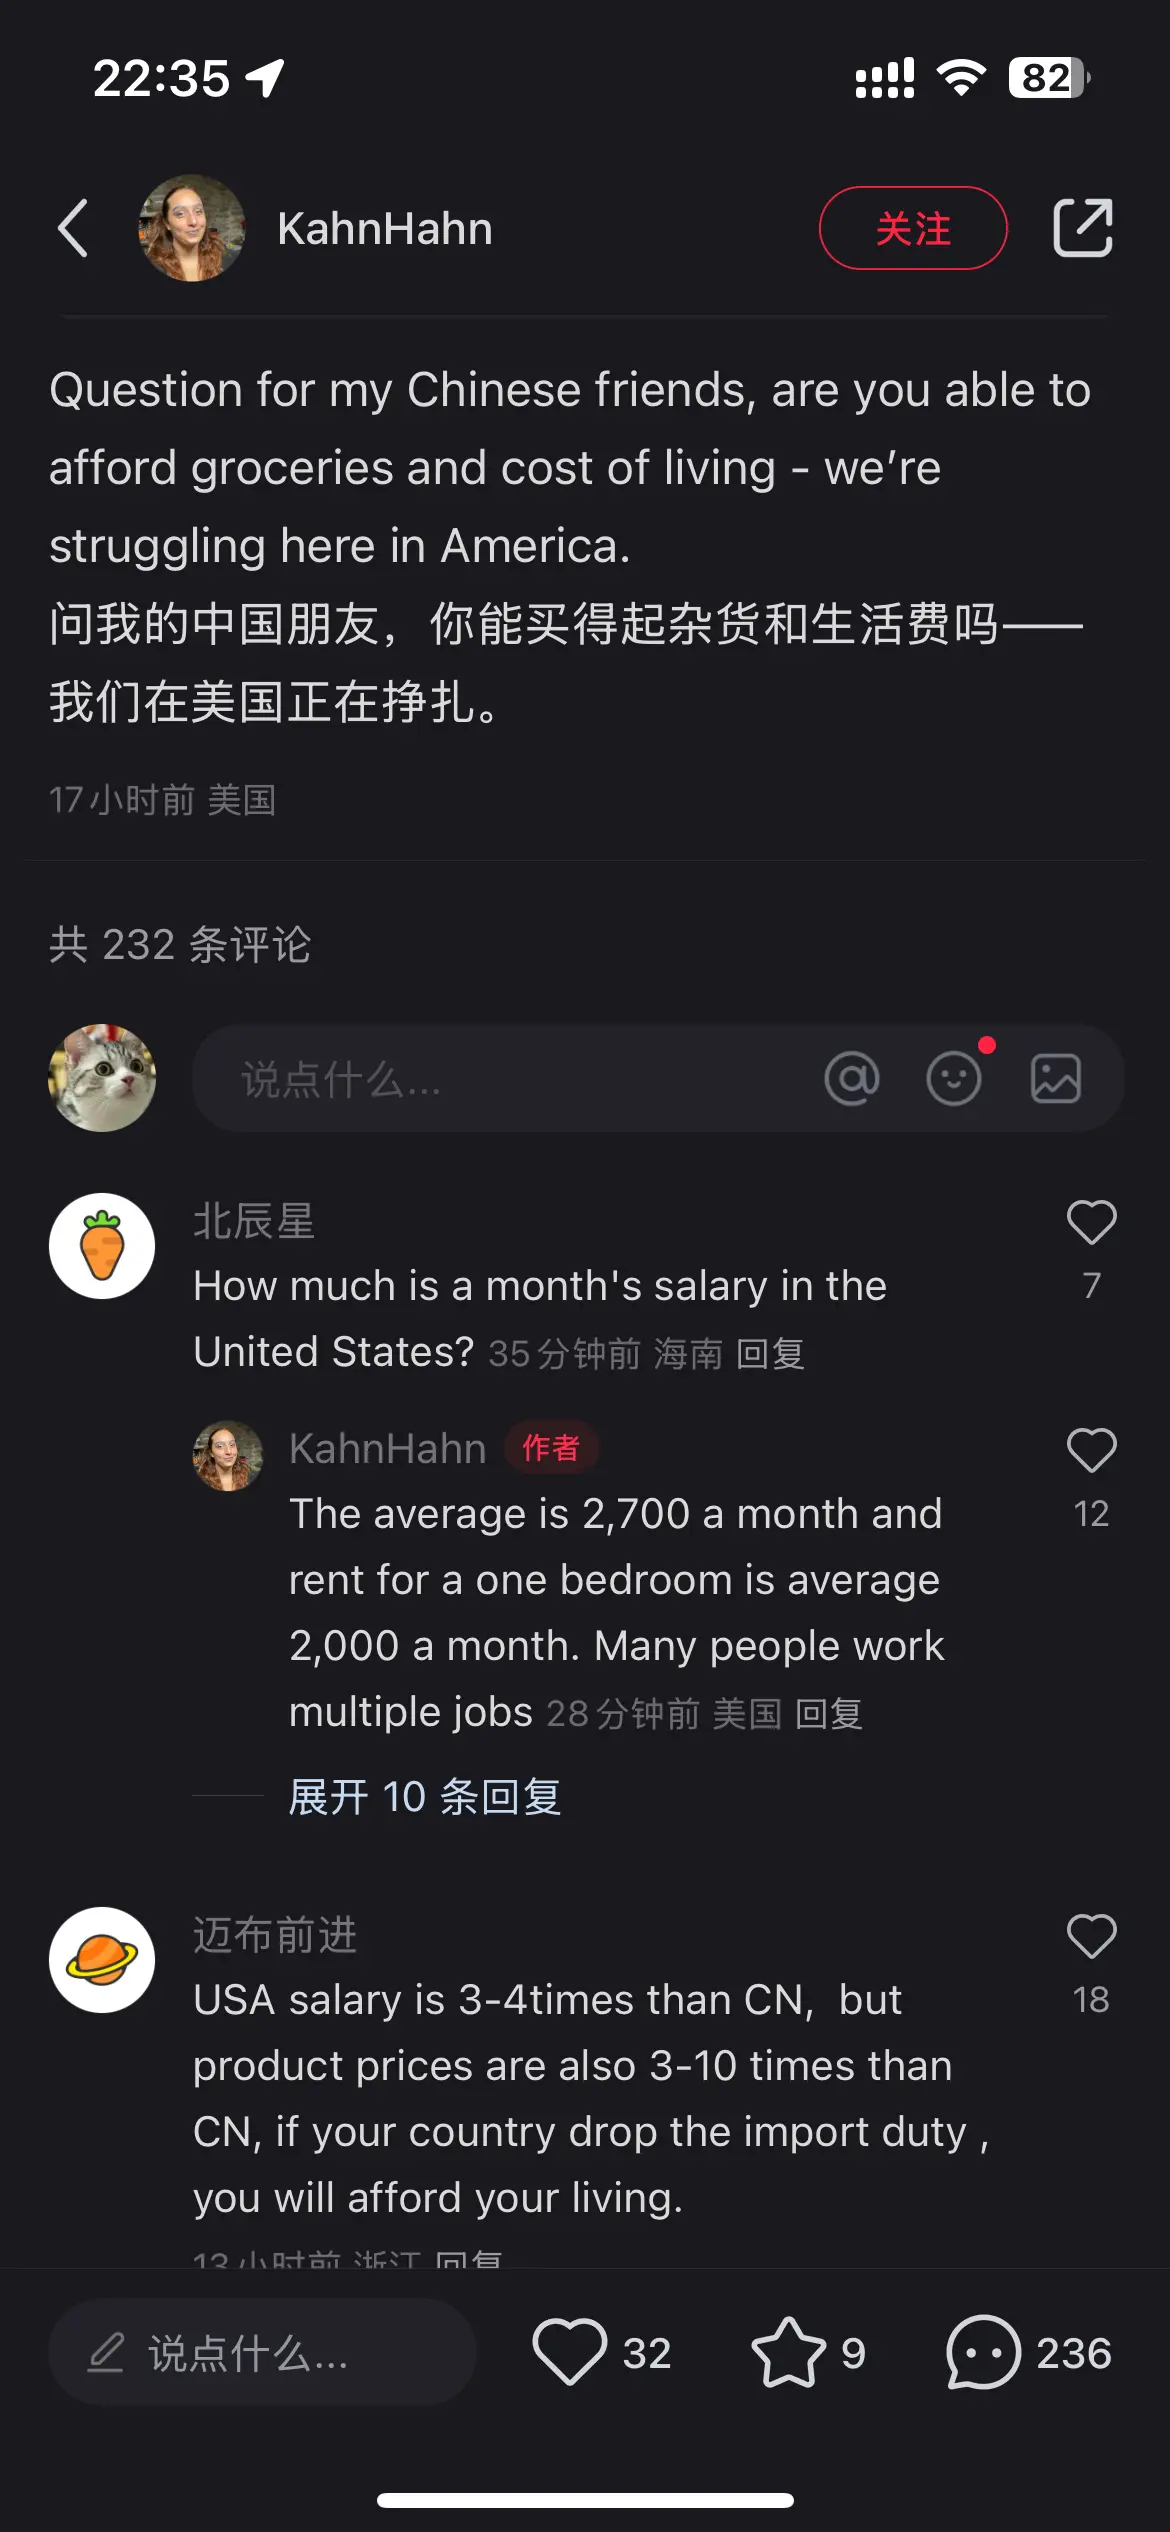 22:35
82
KahnHahn
关注
Question for my Chinese friends, are you able to
afford groceries and cost of living - we’re
struggling here in America.
问我的中国朋友，你能买得起杂货和生活费吗——
我们在美国正在挣扎。
17小时前 美国
共 232 条评论
说点什么...
北辰星
How much is a month's salary in the
7
United States? 35分钟前 海南 回复
KahnHahn 作者
The average is 2,700 a month and
12
rent for a one bedroom is average
2,000 a month. Many people work
multiple jobs 28分钟前 美国 回复
展开 10 条回复
迈布前进
USA salary is 3-4times than CN,  but
18
product prices are also 3-10 times than
CN, if your country drop the import duty ,
you will afford your living.
13小时前 浙江 回复
说点什么...
32
9
236